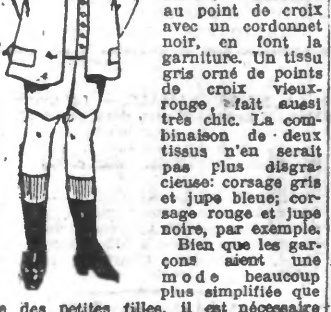 au point de croix
avec un cordonnet
noir, en font la
garniture. Un tissu
gris orné de points
de croix vieux-
rouge, fait aussi
très chic. La com-
binaison de deux
tissus n'en serait
pas plus disgra-
cieuse: corsage gris
et jupe bleue; cor-
sage rouge et jupe
noire, par exemple.
Bien que les gar-
çons aient une
mode beaucoup
plus simplifiée que
des petites filles, il est nécessaire